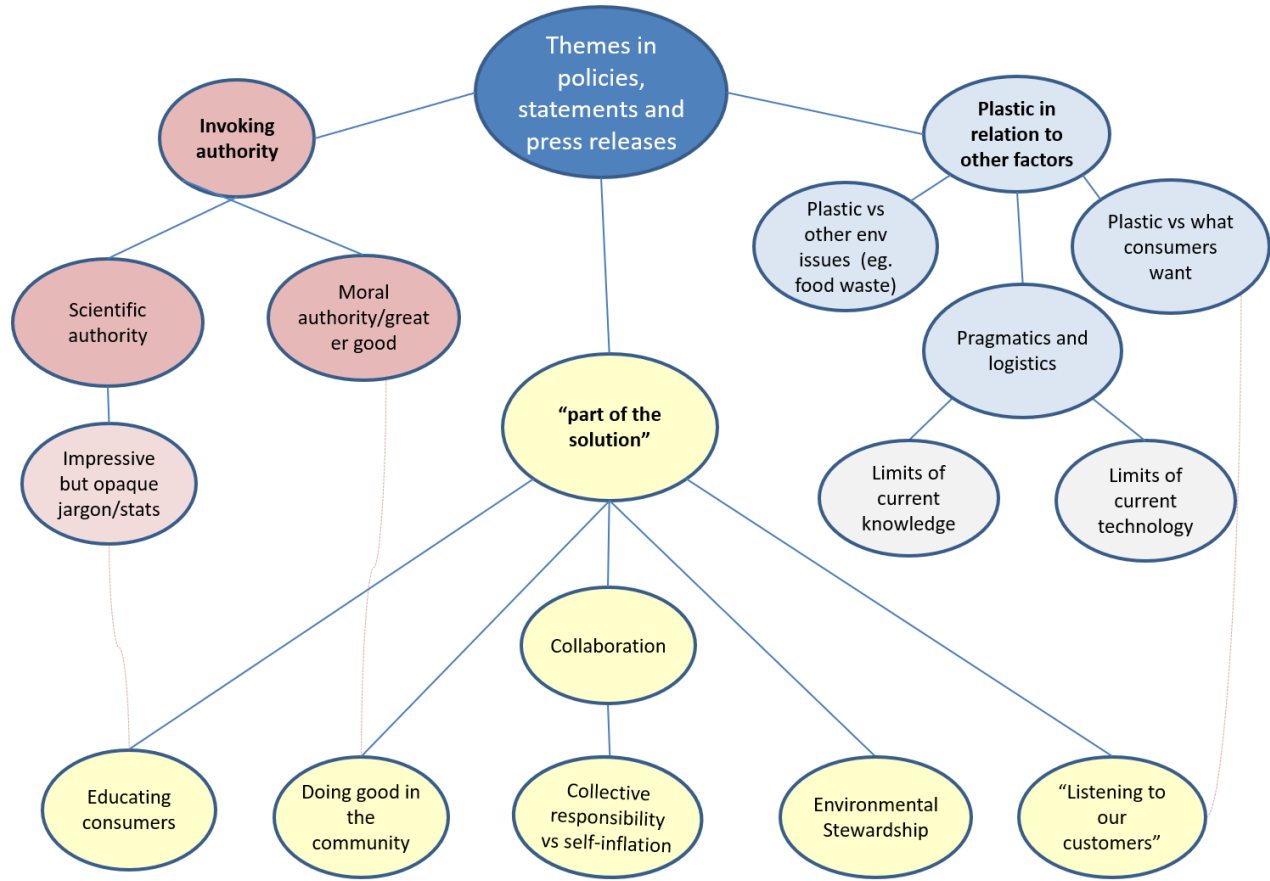 Themes in
policies,
statements and
press releases
Invoking
authority
Plastic in
relation to
other factors
Scientific
authority
Moral
authority/great
er good
Plastic vs
other env
issues  (eg.
food waste)
Plastic vs what
consumers
want
Pragmatics and
logistics
Impressive
but opaque
jargon/stats
“part of the
solution”
Limits of
current
knowledge
Limits of
current
technology
Collaboration
Educating
consumers
Doing good in
the
community
Collective
responsibility
vs self-inflation
Environmental
Stewardship
“Listening to
our
customers”